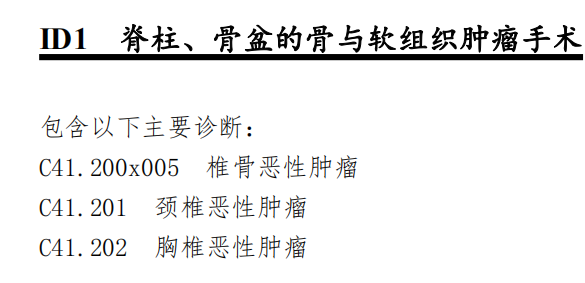 ID1 脊柱、骨盆的骨与软组织肿瘤手术
包含以下主要诊断：
C41.200x005 椎骨恶性肿瘤
C41.201 颈椎恶性肿瘤
C41.202 胸椎恶性肿瘤